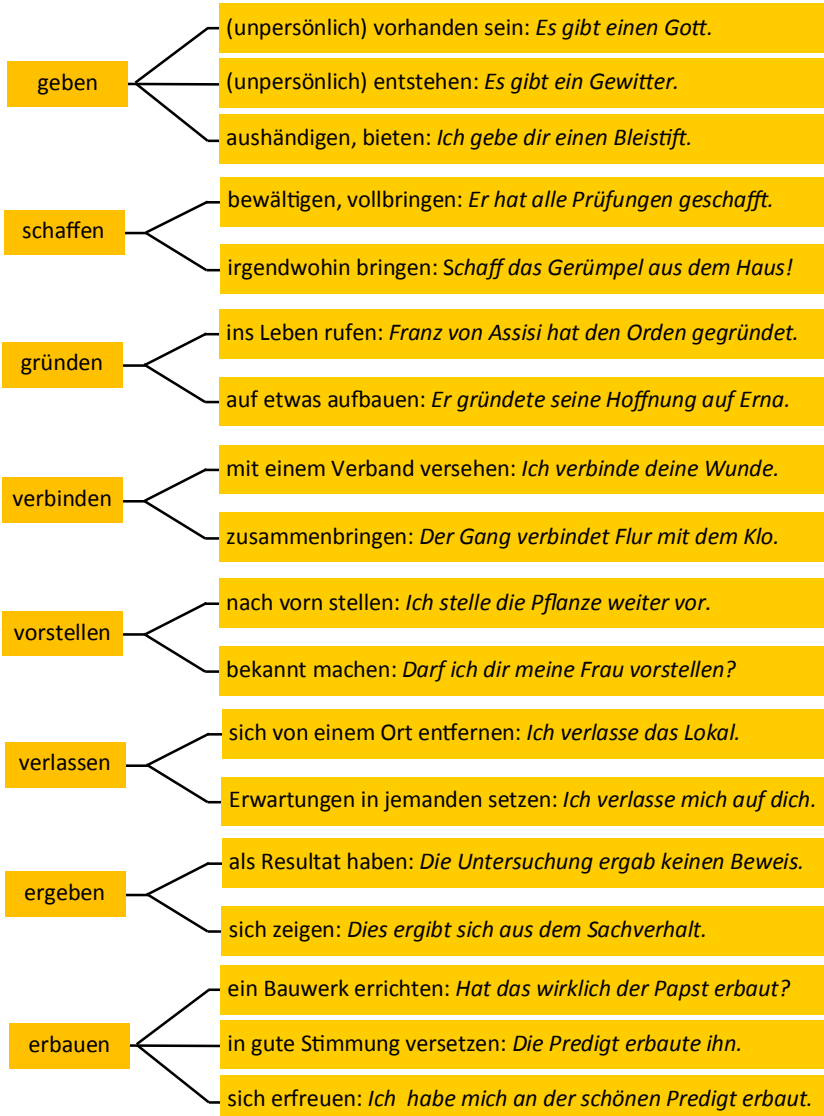 geben
(unpersönlich) vorhanden sein: Es gibt einen Gott.
(unpersönlich) entstehen: Es gibt ein Gewitter.
aushändigen, bieten: Ich gebe dir einen Bleistift.
schaffen
bewältigen, vollbringen: Er hat alle Prüfungen geschafft.
irgendwohin bringen: Schaff das Gerümpel aus dem Haus!
gründen
ins Leben rufen: Franz von Assisi hat den Orden gegründet.
auf etwas aufbauen: Er gründete seine Hoffnung auf Erna.
verbinden
mit einem Verband versehen: Ich verbinde deine Wunde.
zusammenbringen: Der Gang verbindet Flur mit dem Klo.
vorstellen
nach vorn stellen: Ich stelle die Pflanze weiter vor.
bekannt machen: Darf ich dir meine Frau vorstellen?
verlassen
sich von einem Ort entfernen: Ich verlasse das Lokal.
Erwartungen in jemanden setzen: Ich verlasse mich auf dich.
ergeben
als Resultat haben: Die Untersuchung ergab keinen Beweis.
sich zeigen: Dies ergibt sich aus dem Sachverhalt.
erbauen
ein Bauwerk errichten: Hat das wirklich der Papst erbaut?
in gute Stimmung versetzen: Die Predigt erbaute ihn.
sich erfreuen: Ich habe mich an der schönen Predigt erbaut.